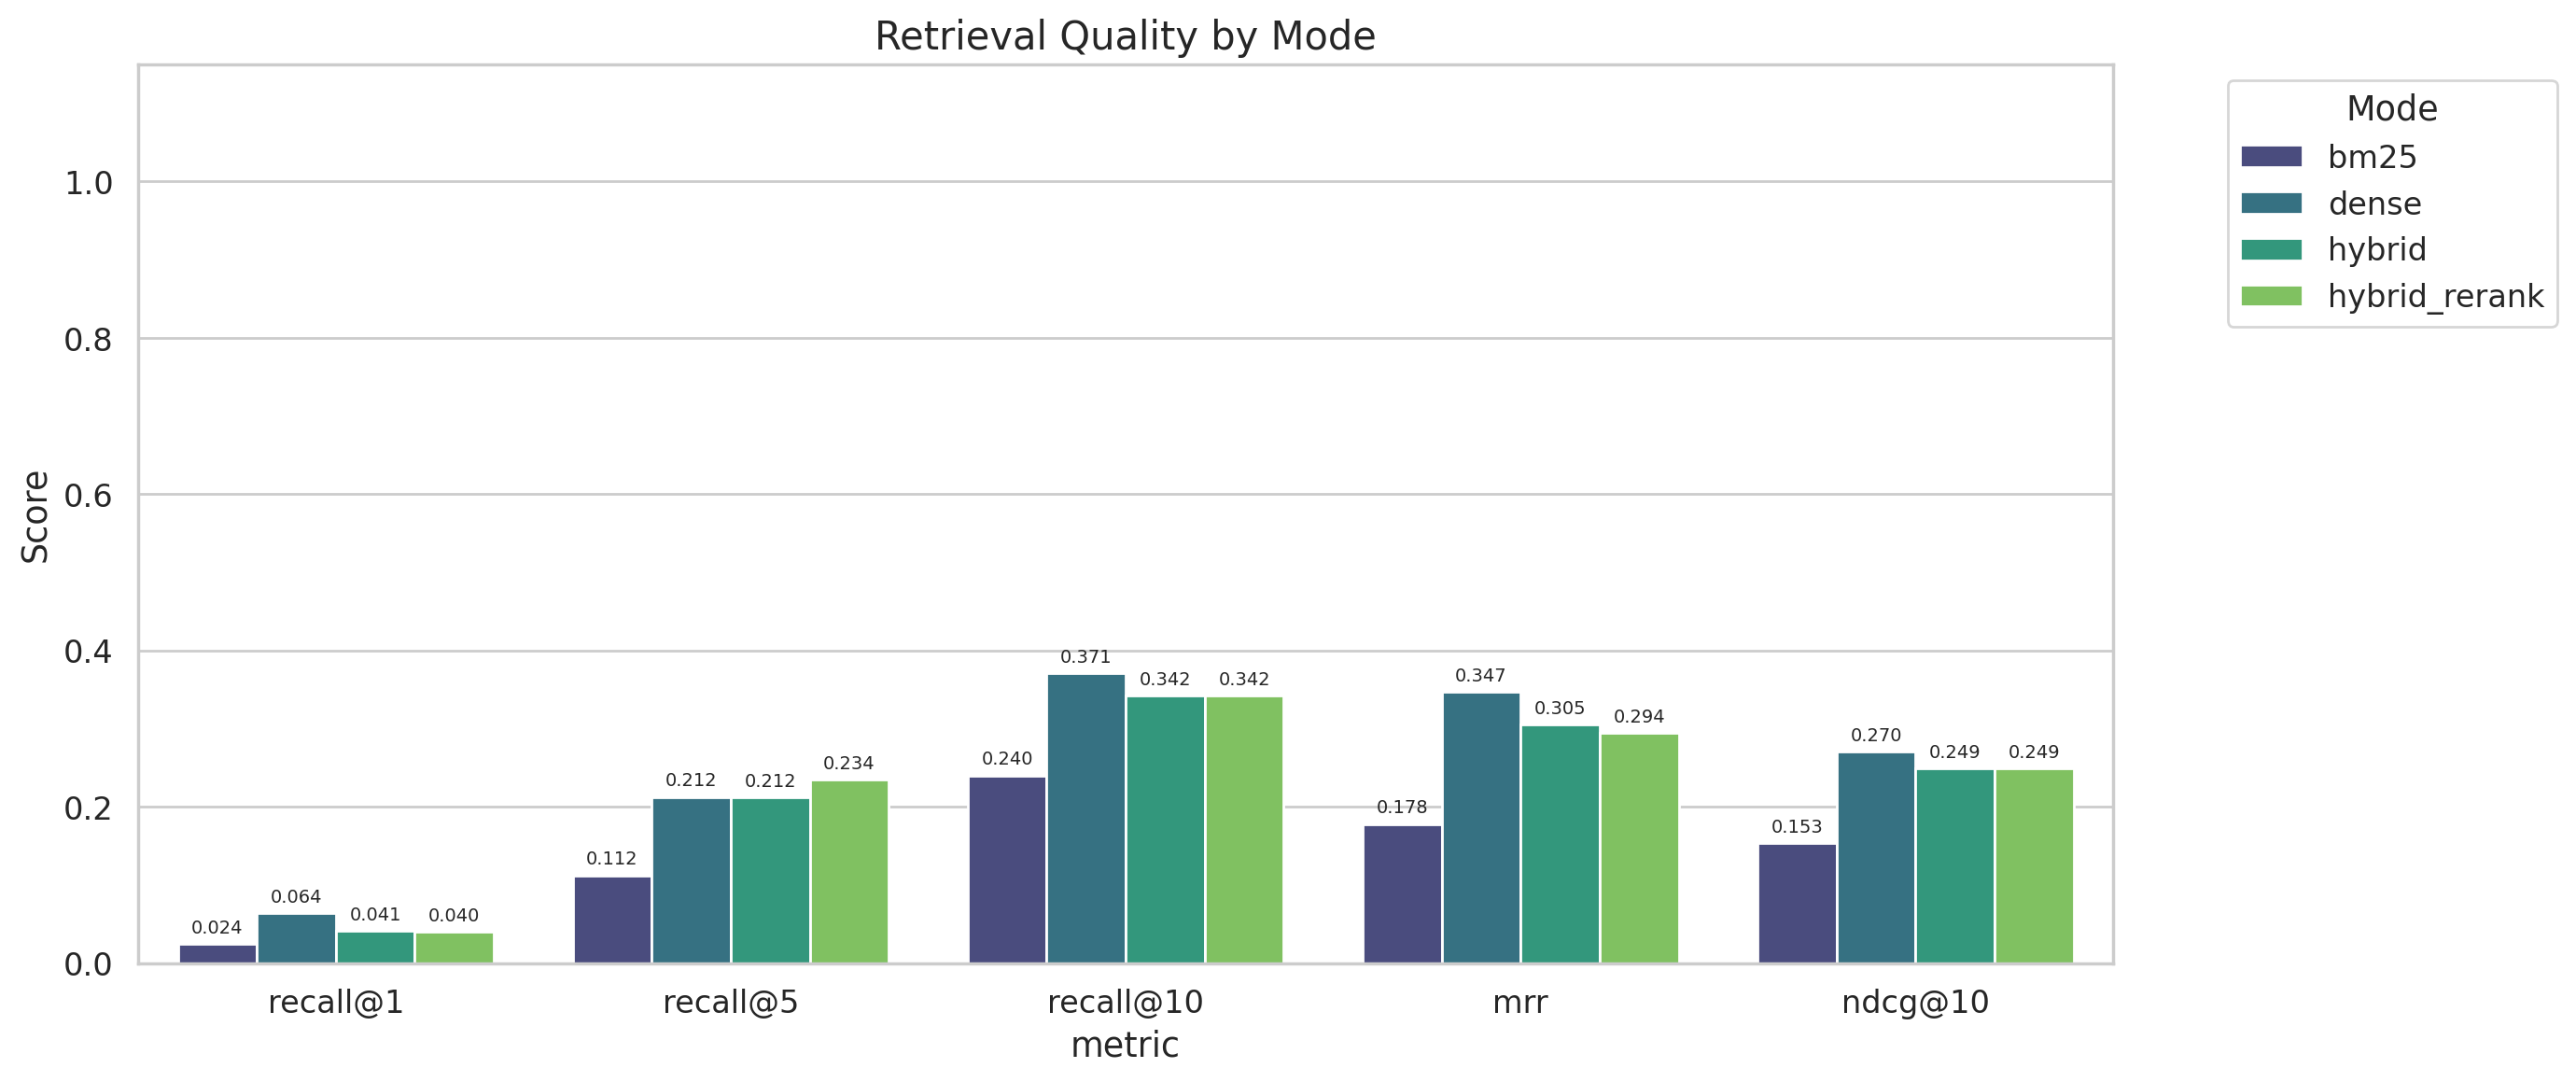 Retrieval Quality by Mode
Score
1.0
0.8
0.6
0.4
0.2
0.0
0.024
0.064
0.041
0.040
0.112
0.212
0.212
0.234
0.240
0.371
0.342
0.342
0.178
0.347
0.305
0.294
0.153
0.270
0.249
0.249
recall@1
recall@5
recall@10
mrr
ndcg@10
metric
Mode
bm25
dense
hybrid
hybrid_rerank